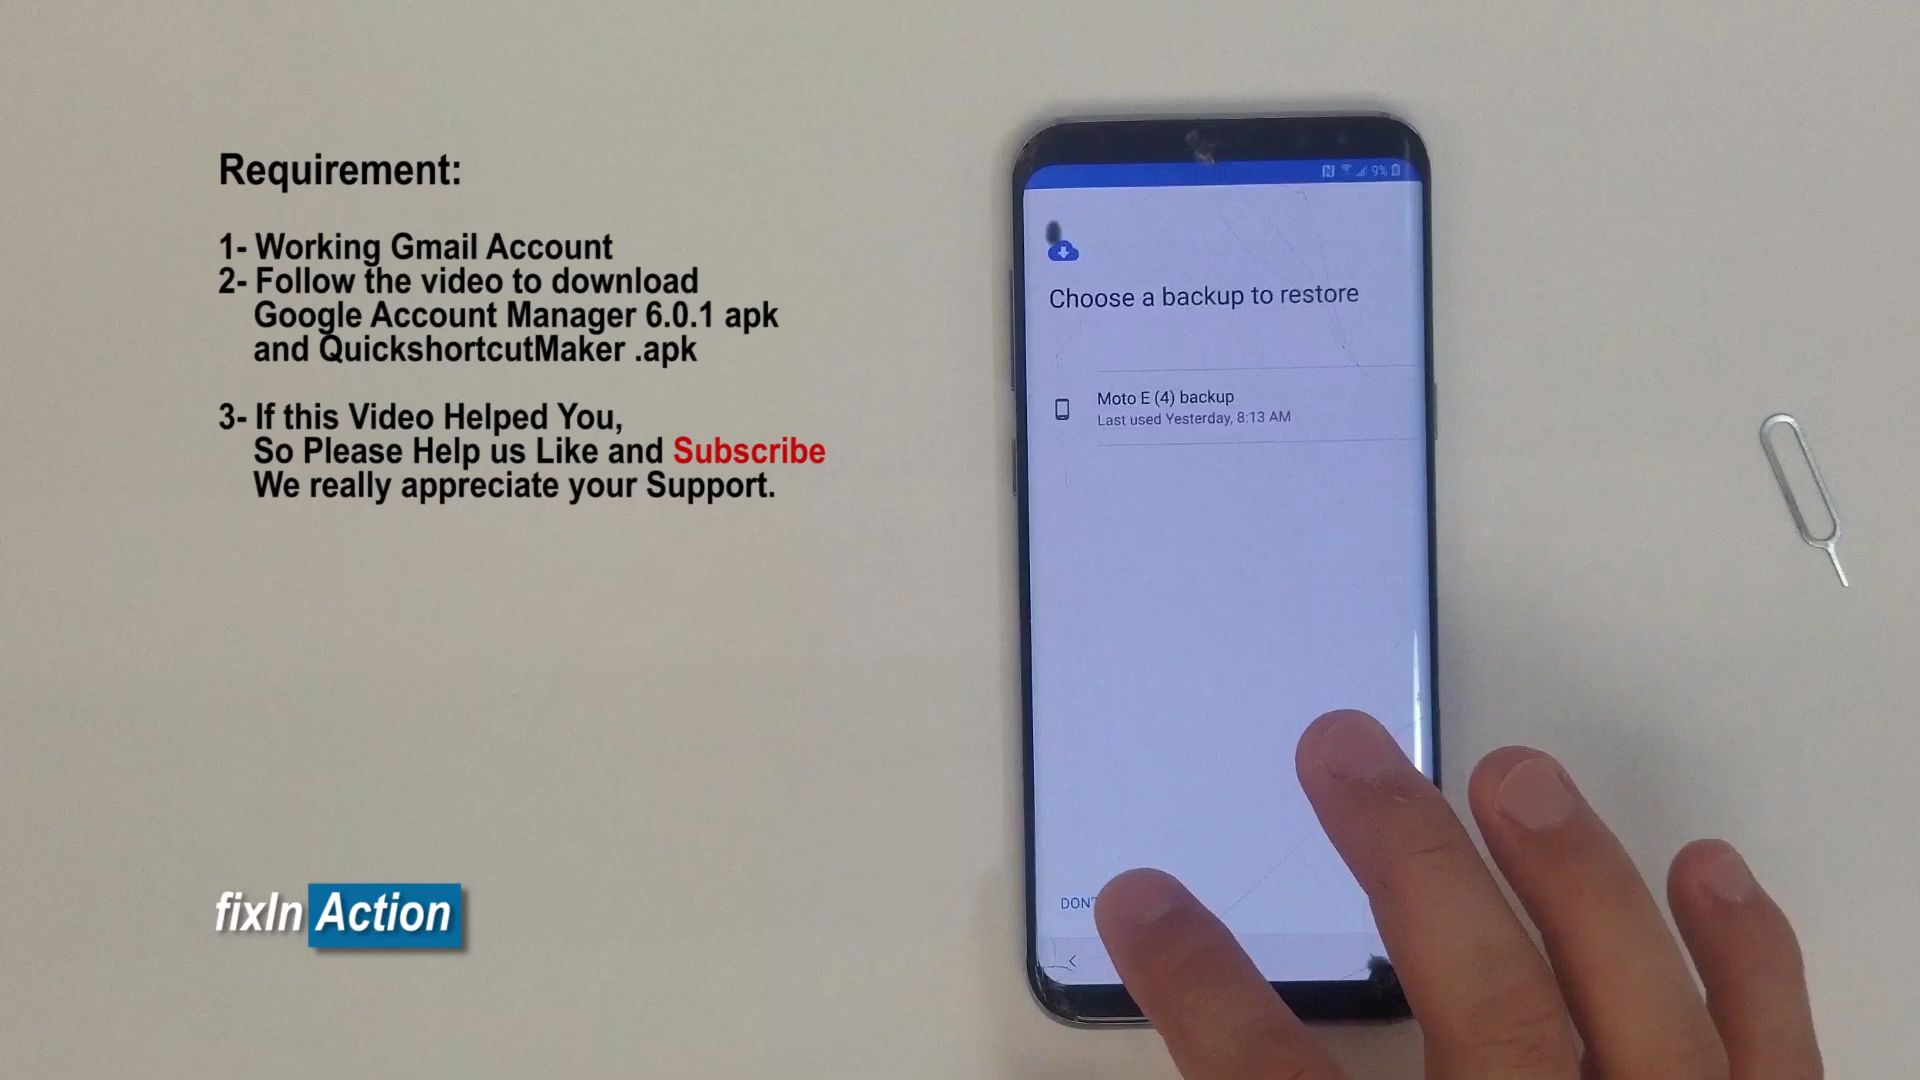 Requirement:
1- Working Gmail Account
2- Follow the video to download
Google Account Manager 6.0.1 apk
and QuickshortcutMaker .apk
3- If this Video Helped You,
So Please Help us Like and Subscribe
We really appreciate your Support.
fixIn Action
9%
Choose a backup to restore
Moto E (4) backup
Last used Yesterday, 8:13 AM